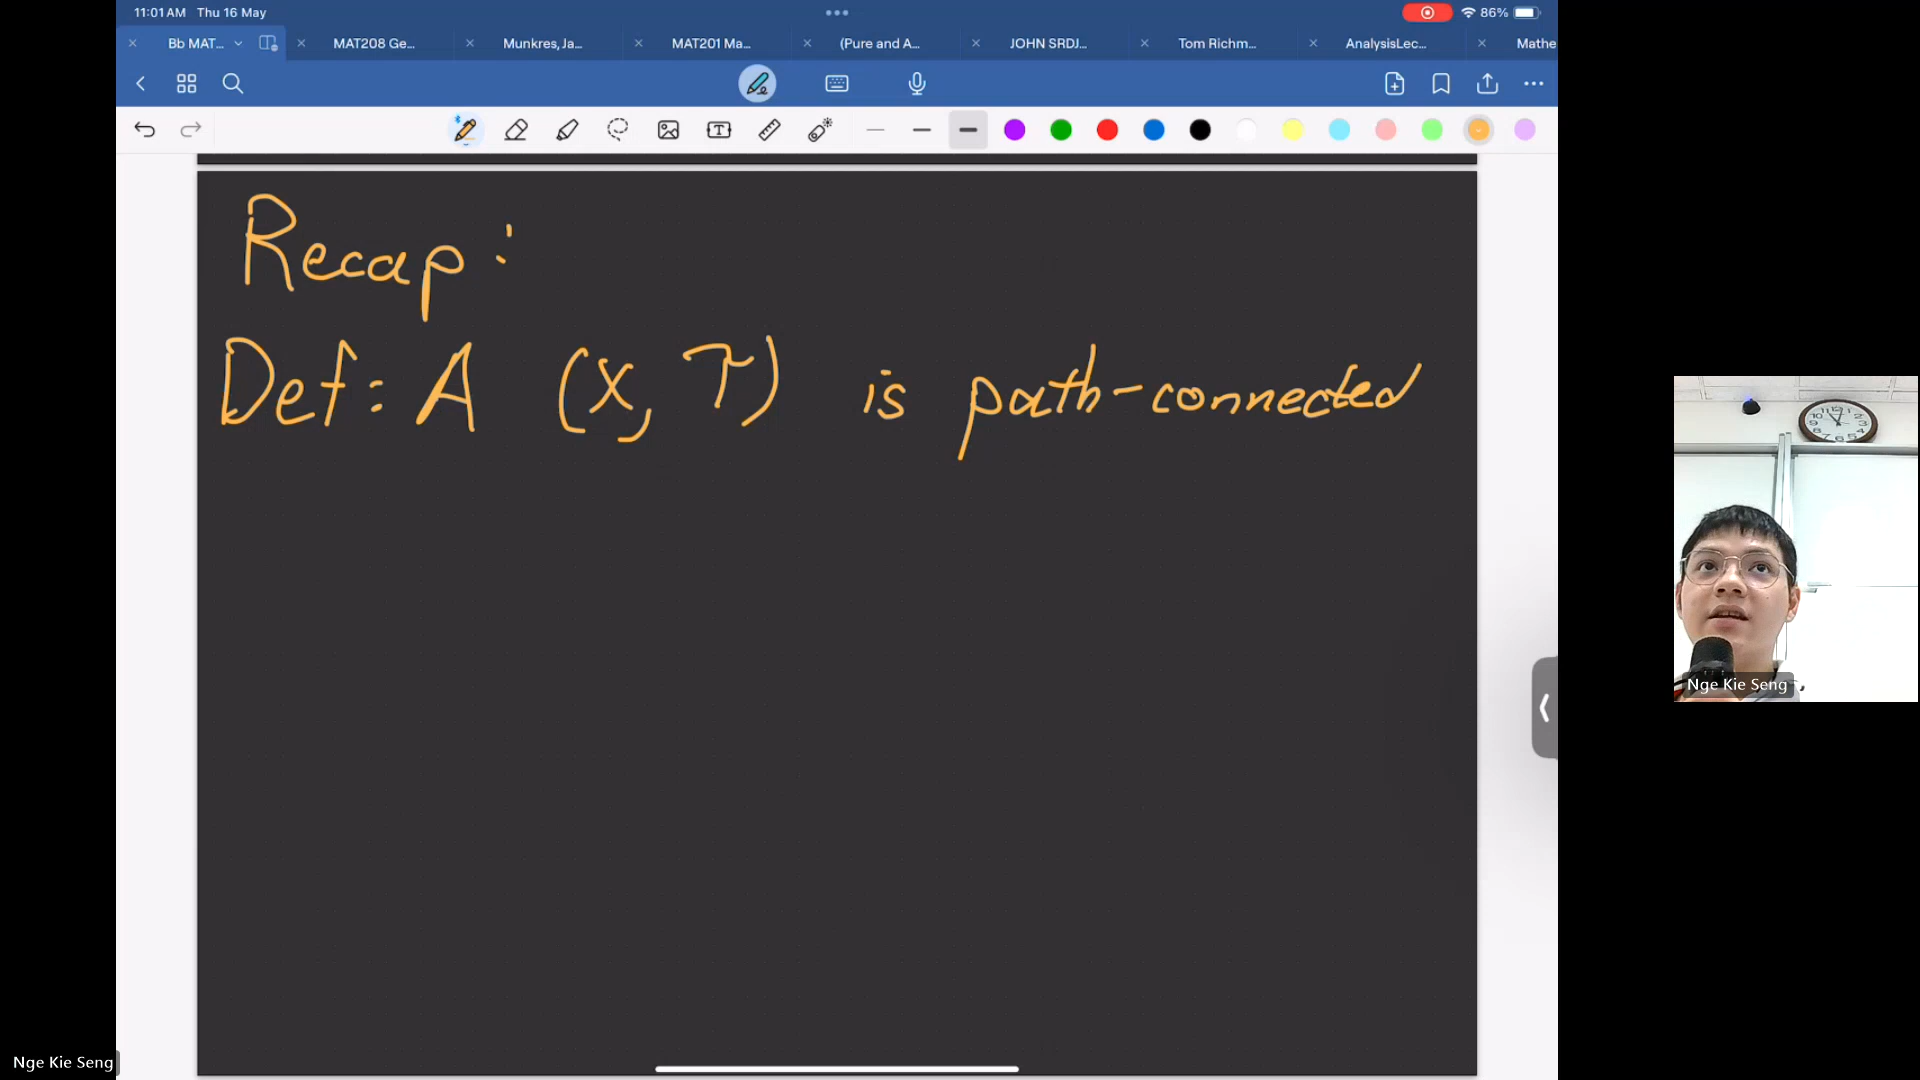 11:01 AM Thu 16 May
86%
Bb MAT...
MAT208 Ge...
Munkres, Ja...
MAT201 Ma...
(Pure and A...
JOHN SRDJ...
Tom Richm...
AnalysisLec...
Mathe
Recap:
Def: A (X, T) is path-connected
Nge Kie Seng
Nge Kie Seng